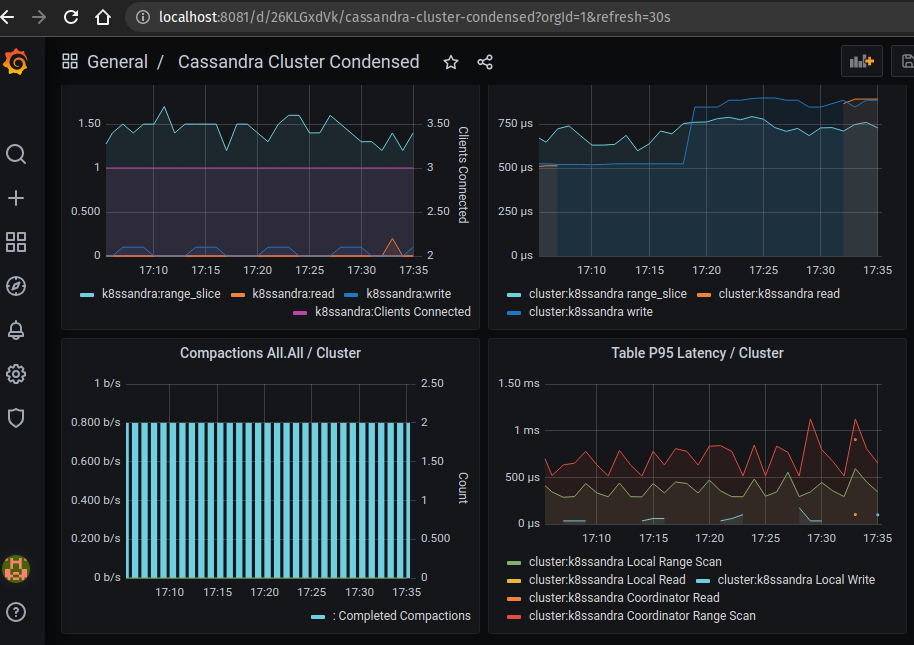 localhost:8081/d/26KLGxdVk/cassandra-cluster-condensed?orgId=1&refresh=30s
General / Cassandra Cluster Condensed
1.50
1
0.500
0
3.50
3
2.50
2
Clients Connected
17:10 17:15 17:20 17:25 17:30 17:35
k8ssandra:range_slice k8ssandra:read k8ssandra:write
k8ssandra:Clients Connected
750 µs
500 µs
250 µs
0 µs
17:10 17:15 17:20 17:25 17:30 17:35
cluster:k8ssandra range_slice cluster:k8ssandra read
cluster:k8ssandra write
Compactions All.All / Cluster
1 b/s
0.800 b/s
0.600 b/s
0.400 b/s
0.200 b/s
0 b/s
2.50
2
1.50
1
0.500
0
Count
17:10 17:15 17:20 17:25 17:30 17:35
: Completed Compactions
Table P95 Latency / Cluster
1.50 ms
1 ms
500 µs
0 µs
17:10 17:15 17:20 17:25 17:30 17:35
cluster:k8ssandra Local Range Scan
cluster:k8ssandra Local Read cluster:k8ssandra Local Write
cluster:k8ssandra Coordinator Read
cluster:k8ssandra Coordinator Range Scan